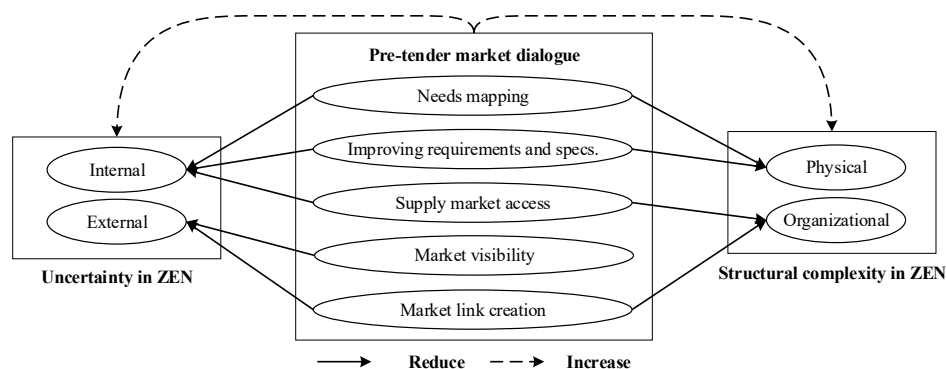 Pre-tender market dialogue
Needs mapping
Improving requirements and specs.
Supply market access
Market visibility
Market link creation
Internal
External
Uncertainty in ZEN
Physical
Organizational
Structural complexity in ZEN
Reduce
Increase